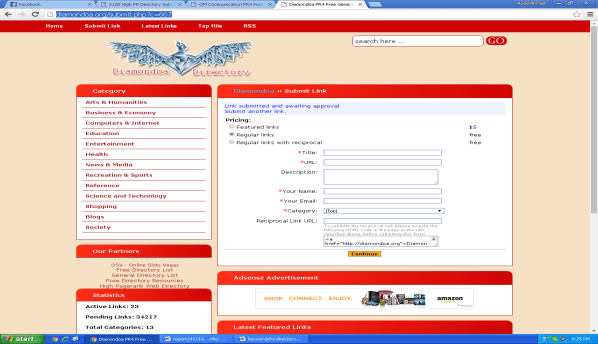 Facebook
2100 High PR Directory Sub
OPI Communication PR4 Fr
Diamondoa PR4 Free Gene
diamondoa.org/submit.php?c=667
Home Submit Link Latest Links Top Hits RSS
search here ... GO
Diamondoa Directory
Category
Arts & Humanities
Business & Economy
Computers & Internet
Education
Entertainment
Health
News & Media
Recreation & Sports
Reference
Science and Technology
Shopping
Blogs
Society
Our Partners
OSV - Online Slots Vegas
Free Directory List
General Directory List
Free Directory Resources
High Pagerank Web Directory
Statistics
Active Links: 23
Pending Links: 34217
Total Categories: 13
Diamondoa » Submit Link
Link submitted and awaiting approval.
Submit another link.
Pricing:
Featured links $5
Regular links free
Regular links with reciprocal free
*Title:
*URL:
Description:
*Your Name:
*Your Email:
*Category: [Top]
Reciprocal Link URL:
To validate the reciprocal link please include the
following HTML code in the page at the URL
specified above, before submitting this form:
<a
href="http://diamondoa.org">Diamon
Continue
Adsense Advertisement
SHOP. CONNECT. ENJOY. amazon
Privacy
Latest Featured Links
start
Diamondoa PR4 Free
report241116. - Micr...
keywordsfordirectory...
9:25 PM